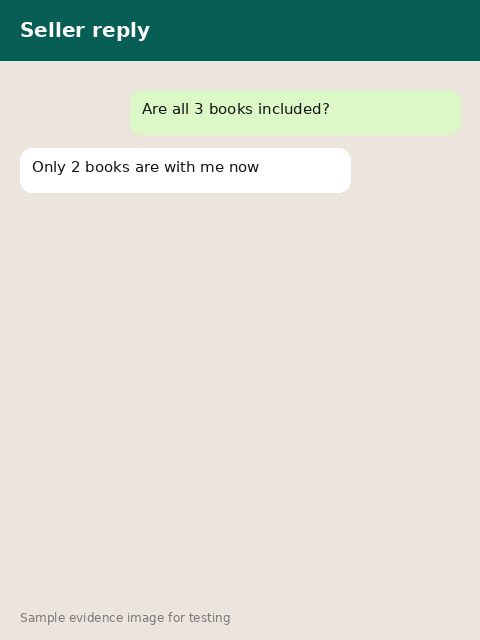 Seller reply
Are all 3 books included?
Only 2 books are with me now
Sample evidence image for testing